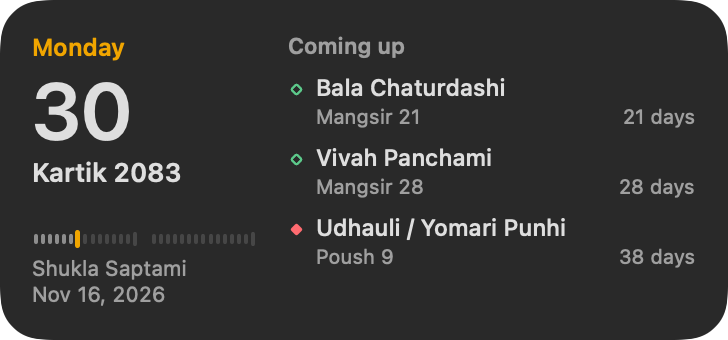 Monday
30
Kartik 2083
Shukla Saptami
Nov 16, 2026
Coming up
Bala Chaturdashi
Mangsir 21 21 days
Vivah Panchami
Mangsir 28 28 days
Udhauli / Yomari Punhi
Poush 9 38 days